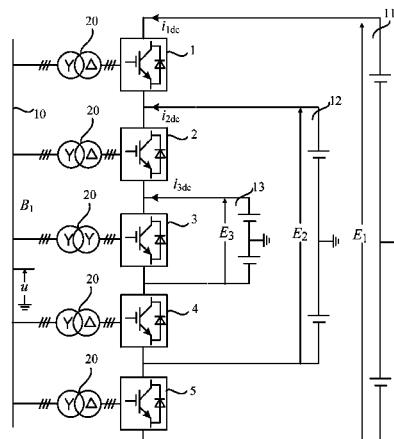 20 i1dc 11
1
20 i2dc 12
10 2
B1 20 i3dc 13
3 E3 E2 E1
u 20
4
20
5
Y Δ
Y Δ
Y Y
Y Δ
Y Δ